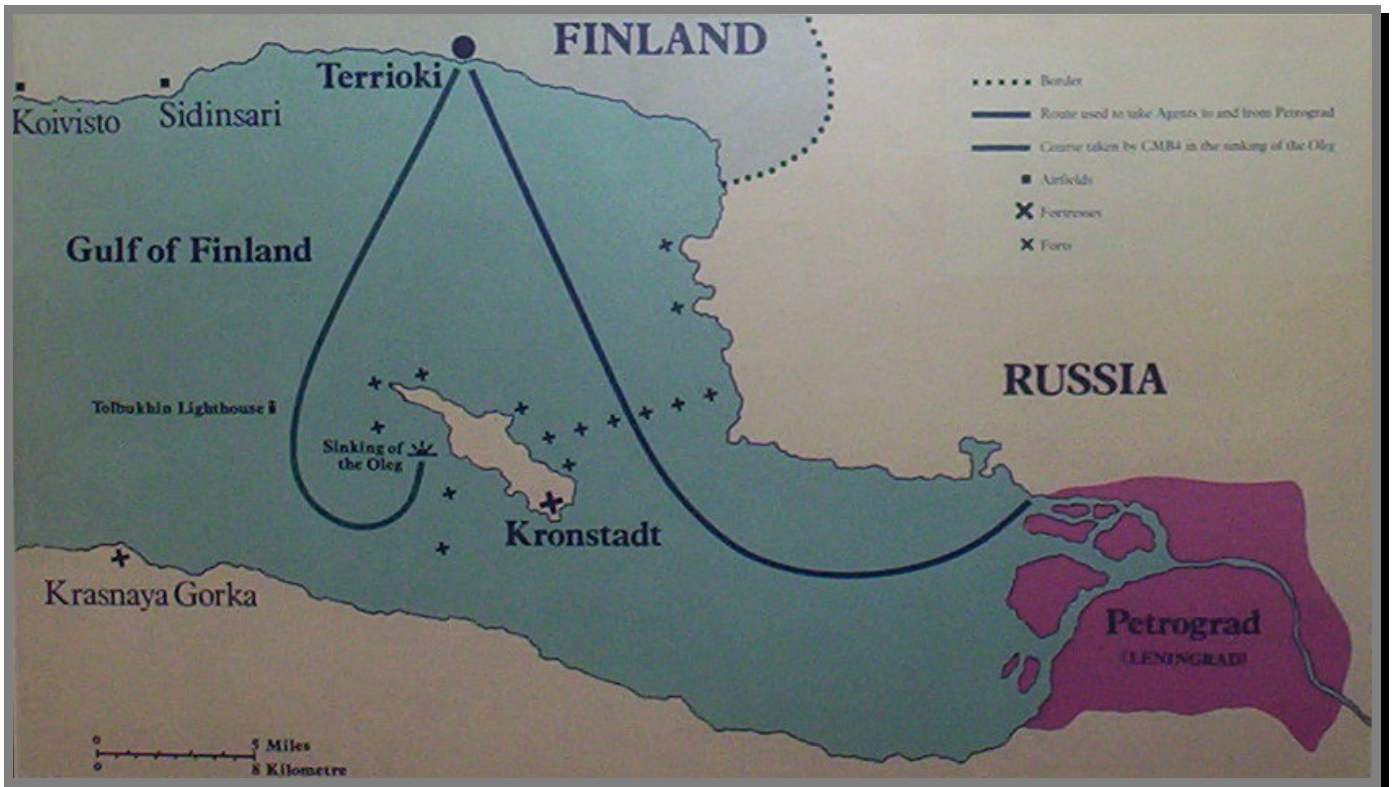 FINLAND
Terrioki
Koivisto
Sidinsari
Border
Route used to take Agents to and from Petrograd
Course taken by CMB4 in the sinking of the Oleg
Airfields
Fortresses
Forts
Gulf of Finland
RUSSIA
Tolbukhin Lighthouse
Sinking of
the Oleg
Kronstadt
Krasnaya Gorka
Petrograd
(LENINGRAD)
0 5 Miles
0 8 Kilometre